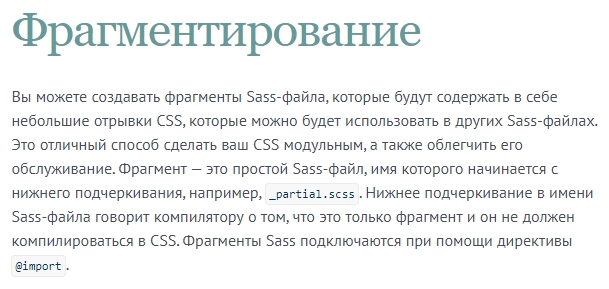 Фрагментирование
Вы можете создавать фрагменты Sass-файла, которые будут содержать в себе
небольшие отрывки CSS, которые можно будет использовать в других Sass-файлах.
Это отличный способ сделать ваш CSS модульным, а также облегчить его
обслуживание. Фрагмент — это простой Sass-файл, имя которого начинается с
нижнего подчеркивания, например, _partial.scss. Нижнее подчеркивание в имени
Sass-файла говорит компилятору о том, что это только фрагмент и он не должен
компилироваться в CSS. Фрагменты Sass подключаются при помощи директивы
@import.